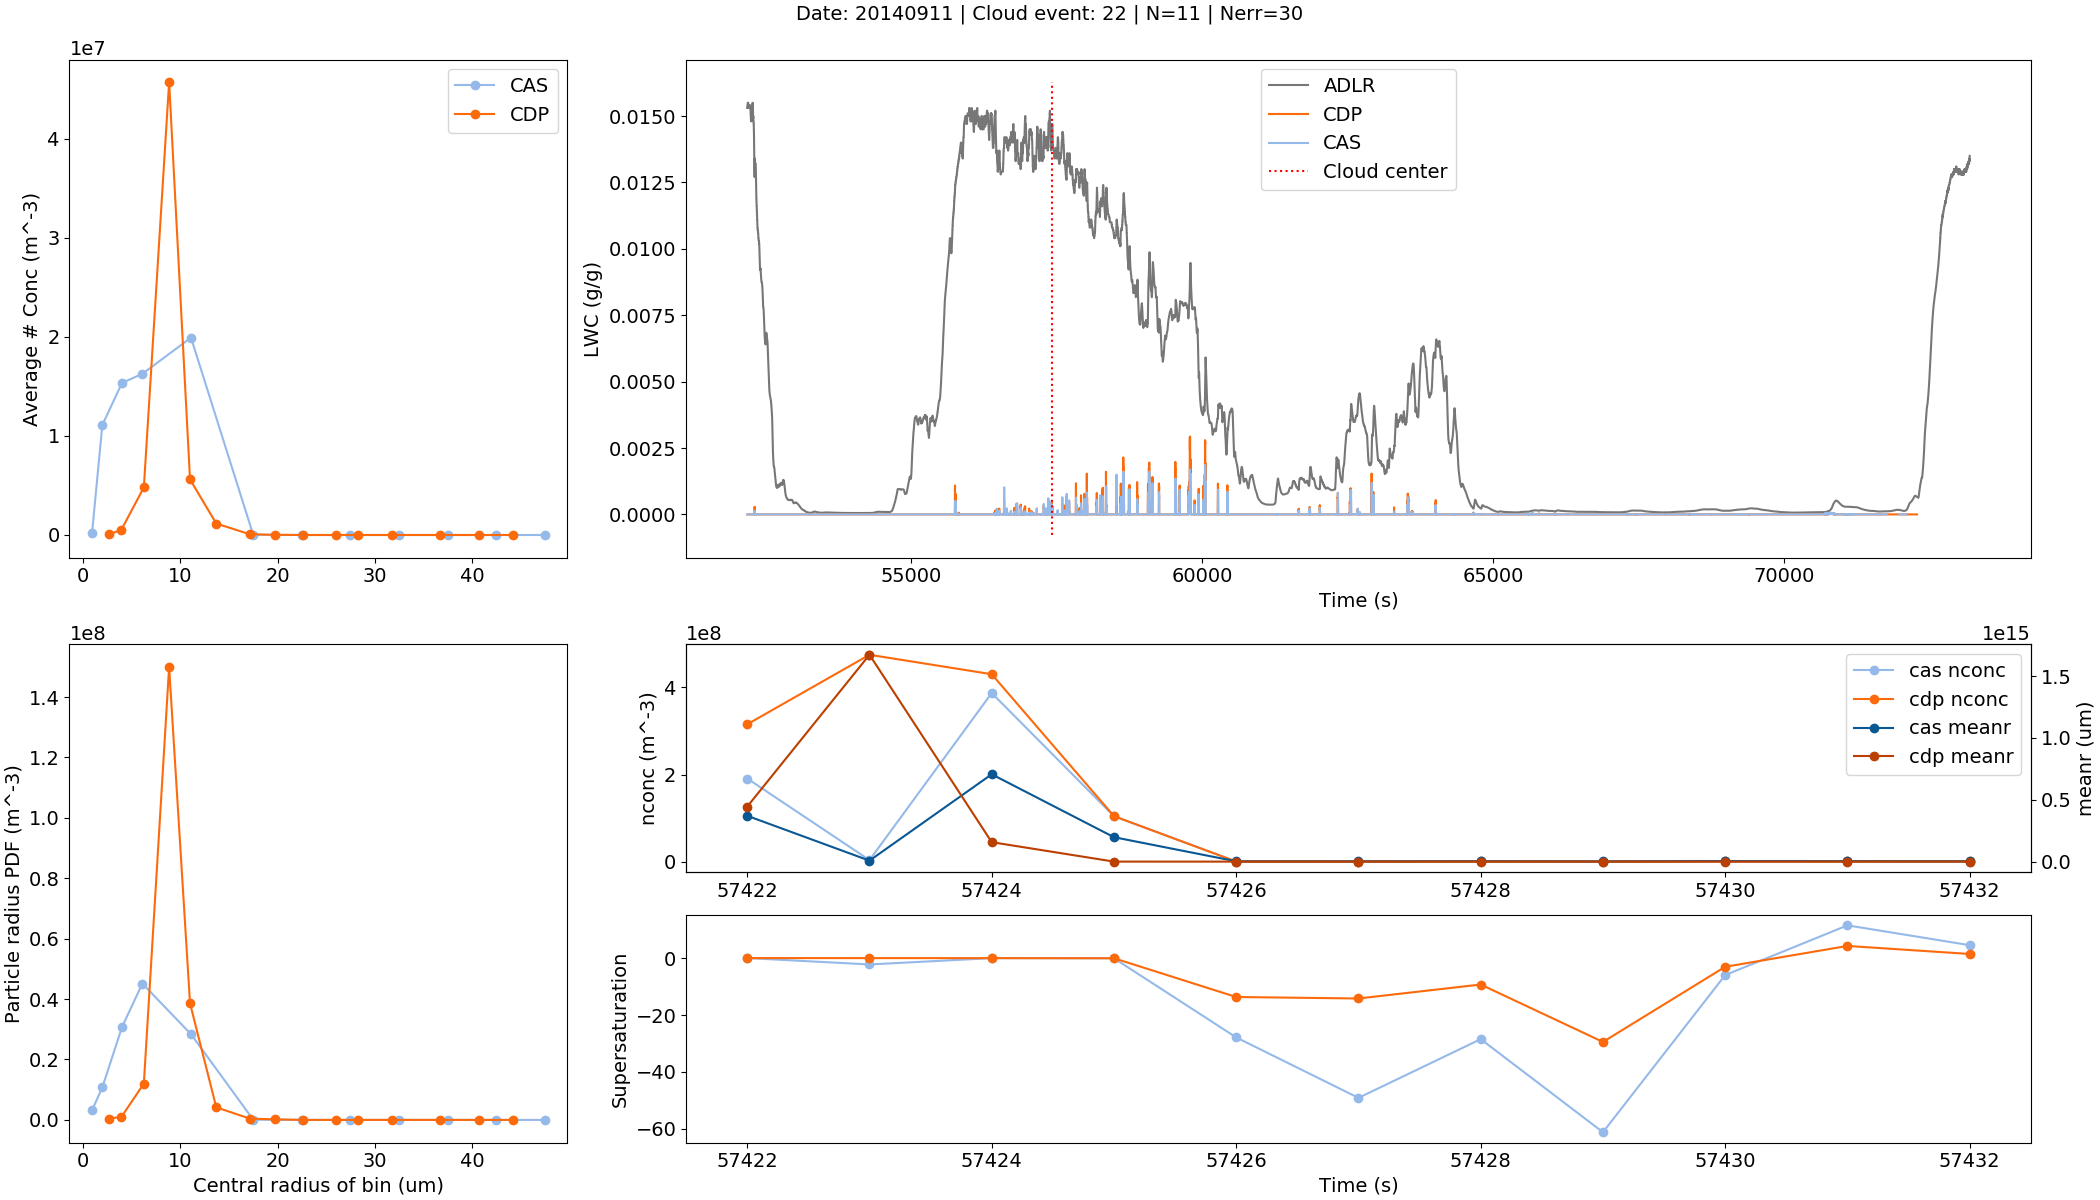 Date: 20140911 | Cloud event: 22 | N=11 | Nerr=30
1e7
Average # Conc (m^-3)
4
3
2
1
0
0 10 20 30 40
CAS
CDP
LWC (g/g)
0.0150
0.0125
0.0100
0.0075
0.0050
0.0025
0.0000
55000 60000 65000 70000
Time (s)
ADLR
CDP
CAS
Cloud center
1e8
Particle radius PDF (m^-3)
1.4
1.2
1.0
0.8
0.6
0.4
0.2
0.0
0 10 20 30 40
Central radius of bin (um)
1e8
1e15
nconc (m^-3)
4
2
0
meanr (um)
1.5
1.0
0.5
0.0
cas nconc
cdp nconc
cas meanr
cdp meanr
57422 57424 57426 57428 57430 57432
Supersaturation
0
−20
−40
−60
57422 57424 57426 57428 57430 57432
Time (s)